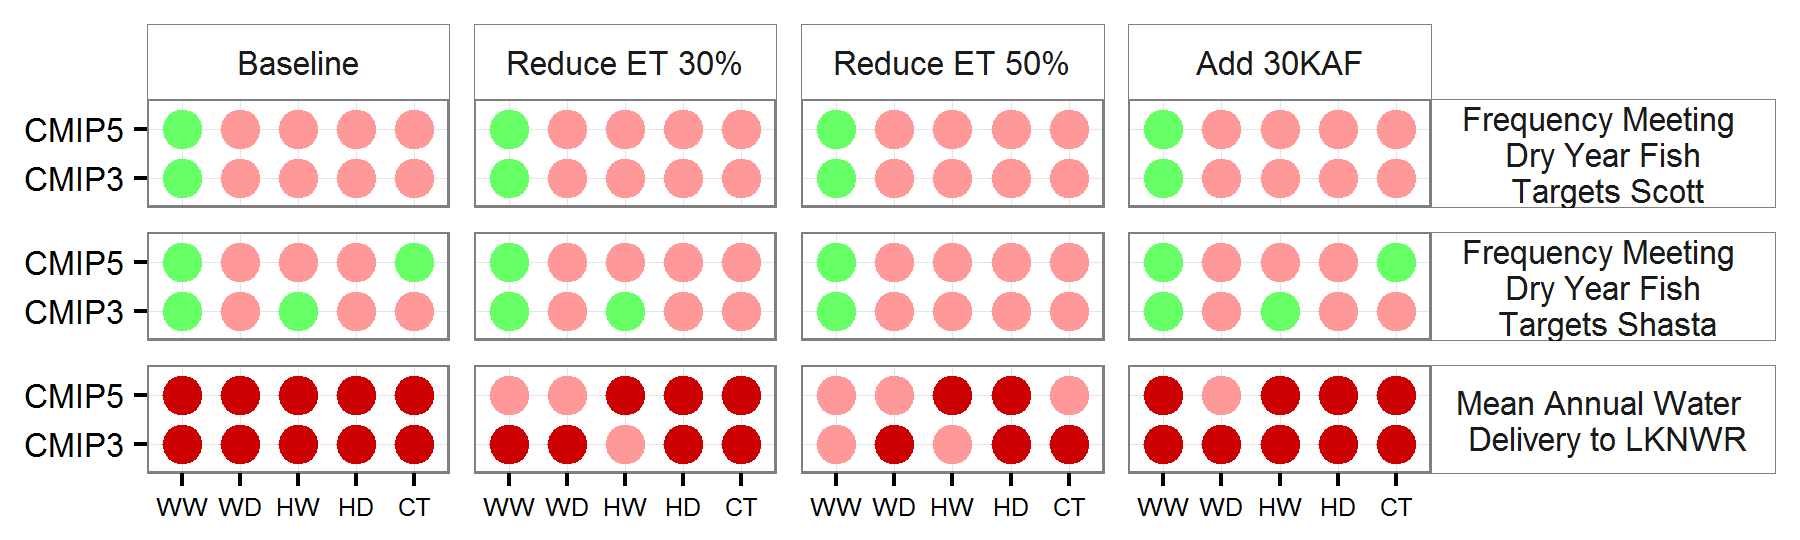 Baseline
Reduce ET 30%
Reduce ET 50%
Add 30KAF
CMIP5
CMIP3
Frequency Meeting
Dry Year Fish
Targets Scott
CMIP5
CMIP3
Frequency Meeting
Dry Year Fish
Targets Shasta
CMIP5
CMIP3
Mean Annual Water
Delivery to LKNWR
WW WD HW HD CT
WW WD HW HD CT
WW WD HW HD CT
WW WD HW HD CT